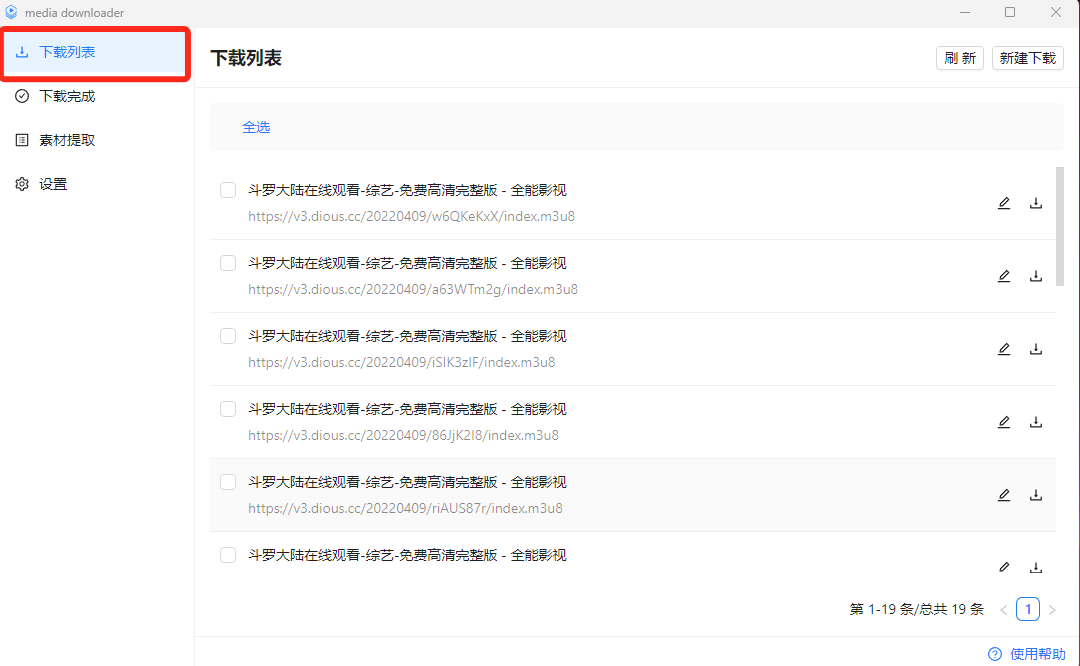 media downloader
下载列表
下载完成
素材提取
设置
下载列表
刷 新
新建下载
全选
斗罗大陆在线观看-综艺-免费高清完整版 - 全能影视
https://v3.dious.cc/20220409/w6QKeKxX/index.m3u8
斗罗大陆在线观看-综艺-免费高清完整版 - 全能影视
https://v3.dious.cc/20220409/a63WTm2g/index.m3u8
斗罗大陆在线观看-综艺-免费高清完整版 - 全能影视
https://v3.dious.cc/20220409/iSIK3zIF/index.m3u8
斗罗大陆在线观看-综艺-免费高清完整版 - 全能影视
https://v3.dious.cc/20220409/86JjK2I8/index.m3u8
斗罗大陆在线观看-综艺-免费高清完整版 - 全能影视
https://v3.dious.cc/20220409/riAUS87r/index.m3u8
斗罗大陆在线观看-综艺-免费高清完整版 - 全能影视
第 1-19 条/总共 19 条
1
使用帮助